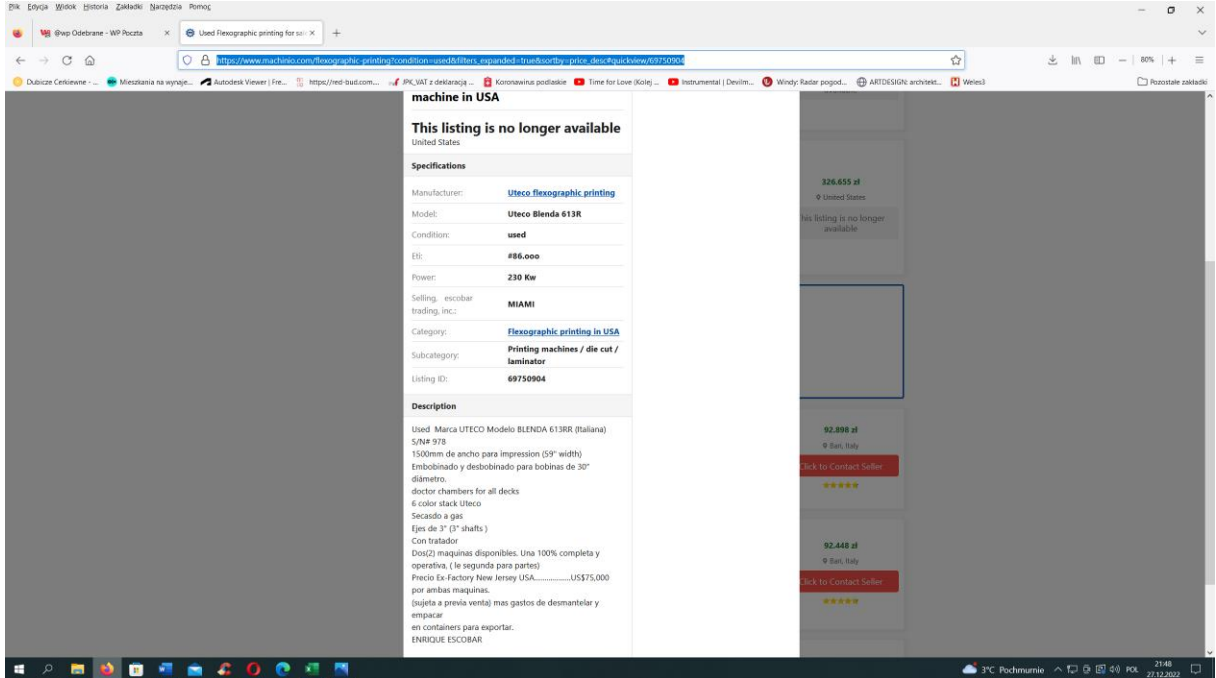 Plik Edycja Widok Historia Zakładki Narzędzia Pomoc
@wp Odebrane - WP Poczta
Used Flexographic printing for sal
https://www.machinio.com/flexographic-printing?condition=used&filters_expanded=true&sortby=price_desc#quickview/69750904
80%
Dubicze Cerkiewne - ... Mieszkania na wynaje... Autodesk Viewer | Fre... https://red-bud.com... JPK_VAT z deklaracją ... Koronawirus podlaskie Time for Love (Kolej ... Instrumental | Devilm... Windy: Radar pogod... ARTDESIGN: architekt... Weles3 Pozostałe zakładki
machine in USA
This listing is no longer available
United States
Specifications
Manufacturer: Uteco flexographic printing
Model: Uteco Blenda 613R
Condition: used
Eti: #86.ooo
Power: 230 Kw
Selling, escobar
trading, inc.: MIAMI
Category: Flexographic printing in USA
Subcategory: Printing machines / die cut /
laminator
Listing ID: 69750904
Description
Used Marca UTECO Modelo BLENDA 613RR (Italiana)
S/N# 978
1500mm de ancho para impression (59" width)
Embobinado y desbobinado para bobinas de 30"
diámetro.
doctor chambers for all decks
6 color stack Uteco
Secasdo a gas
Ejes de 3" (3" shafts )
Con tratador
Dos(2) maquinas disponibles. Una 100% completa y
operativa, ( le segunda para partes)
Precio Ex-Factory New Jersey USA.................US$75,000
por ambas maquinas.
(sujeta a previa venta) mas gastos de desmantelar y
empacar
en containers para exportar.
ENRIQUE ESCOBAR
326.655 zł
United States
This listing is no longer
available
92.898 zł
Bari, Italy
Click to Contact Seller
92.448 zł
Bari, Italy
Click to Contact Seller
3°C Pochmurnie
POL
21:48
27.12.2022